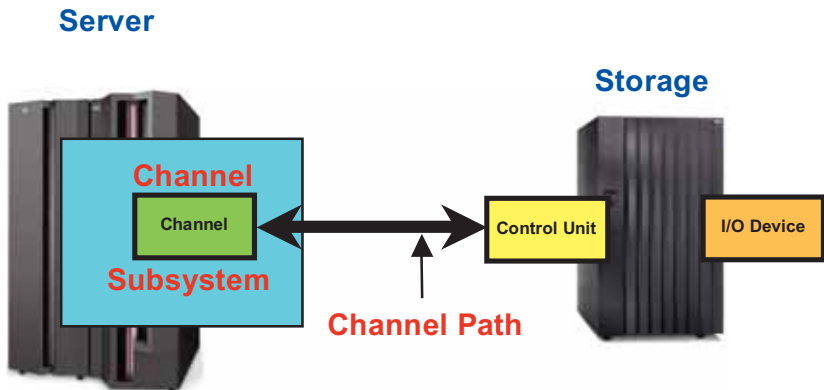 Server
Storage
Channel
Channel
Subsystem
Control Unit
I/O Device
Channel Path